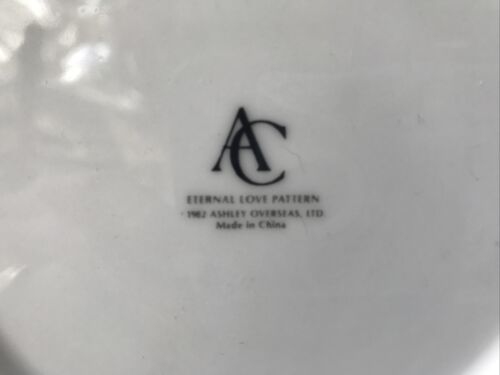 AC
ETERNAL LOVE PATTERN
1982 ASHLEY OVERSEAS, LTD.
Made in China